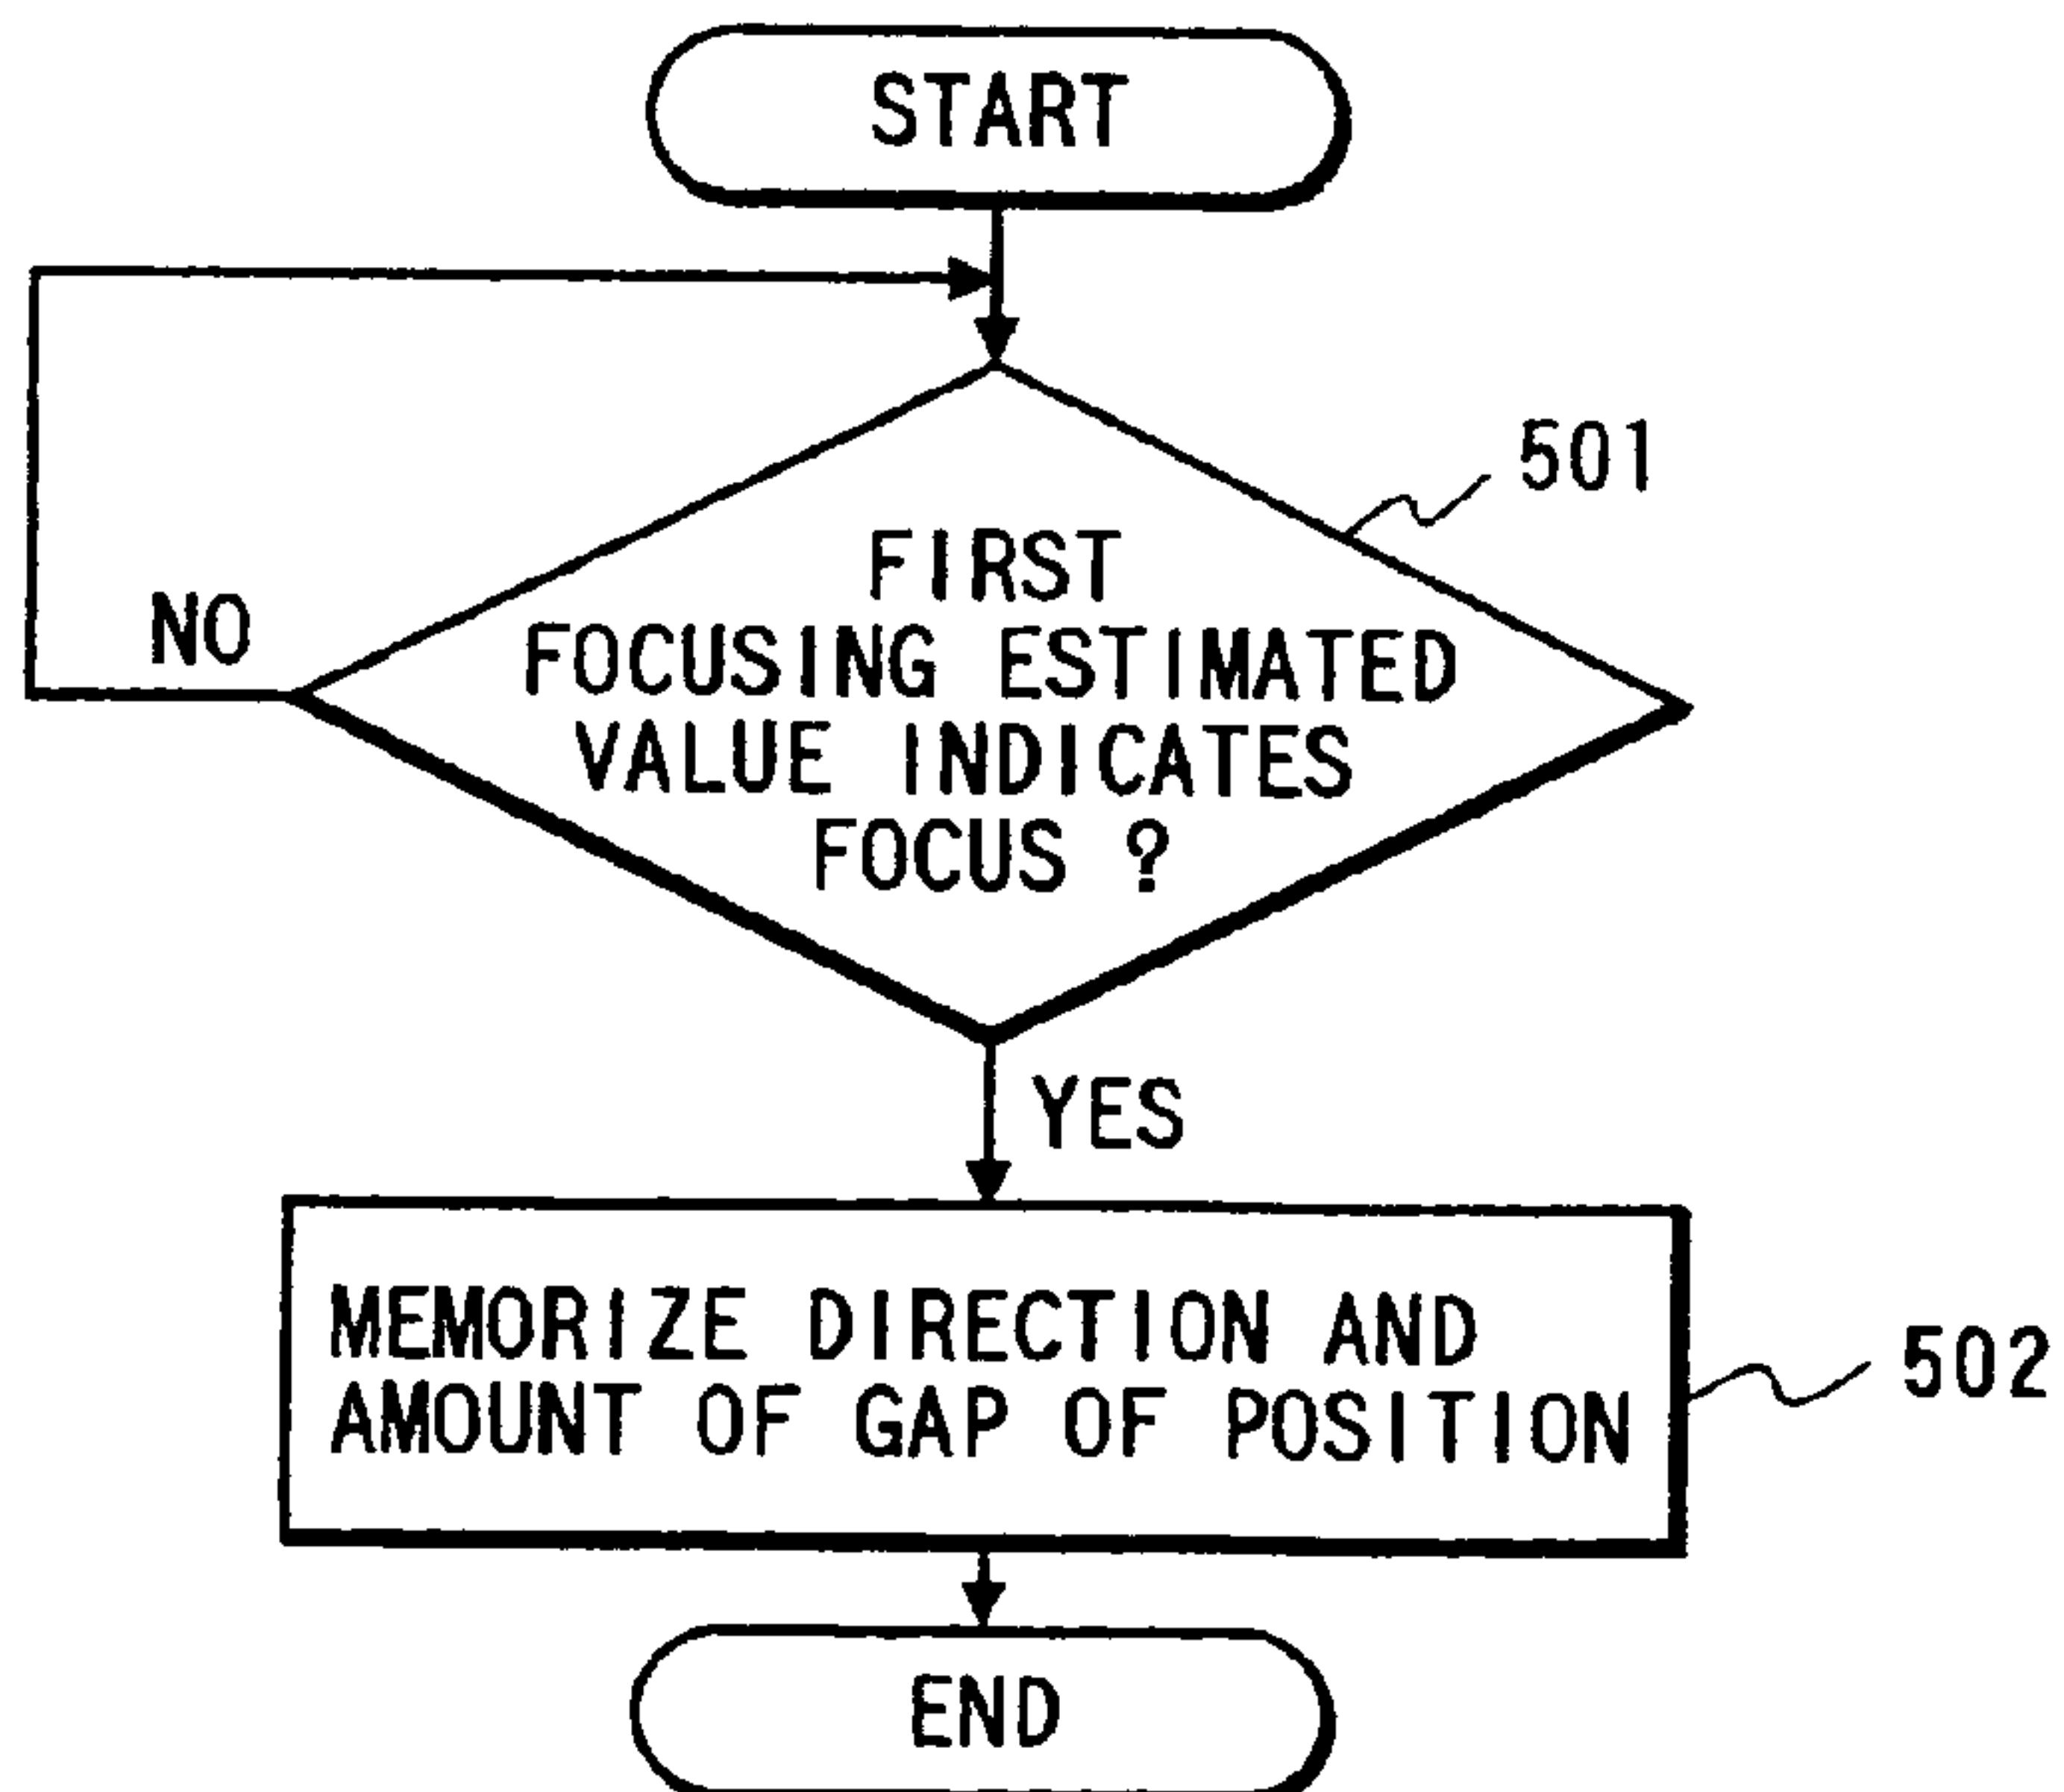 START
501
FIRST
FOCUSING ESTIMATED
VALUE INDICATES
FOCUS ?
NO
YES
MEMORIZE DIRECTION AND
AMOUNT OF GAP OF POSITION
502
END